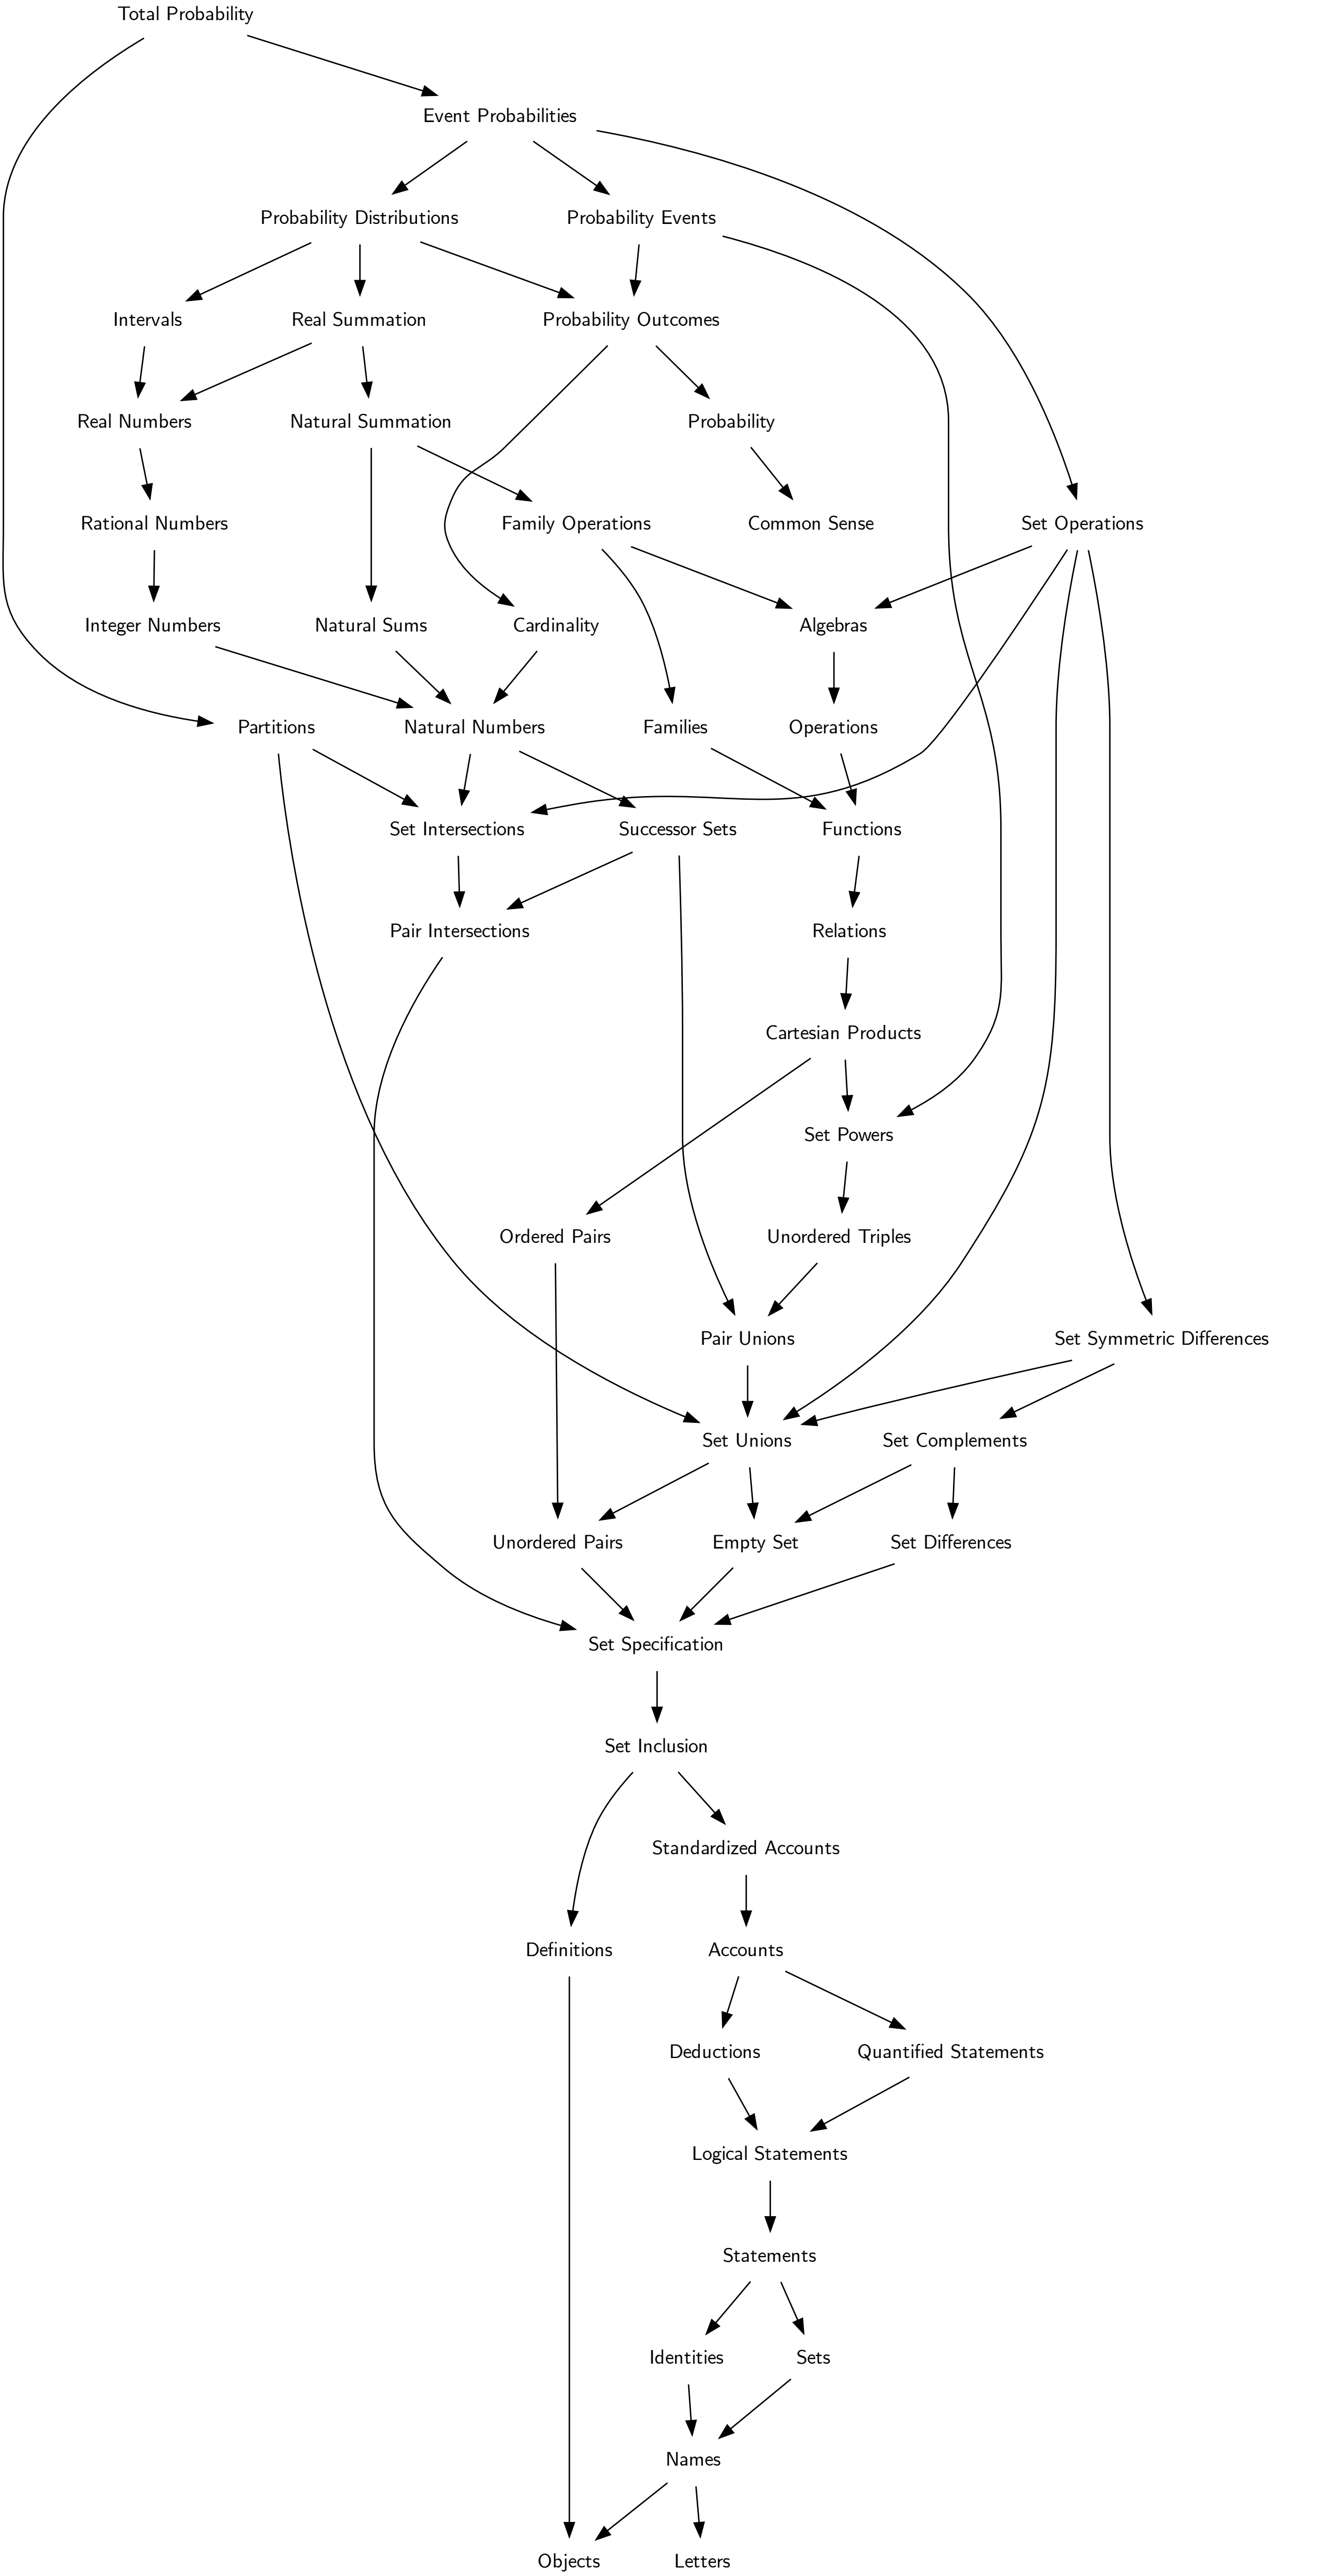 Total Probability
Event Probabilities
Probability Distributions
Probability Events
Intervals
Real Summation
Probability Outcomes
Real Numbers
Natural Summation
Probability
Rational Numbers
Family Operations
Common Sense
Set Operations
Integer Numbers
Natural Sums
Cardinality
Algebras
Partitions
Natural Numbers
Families
Operations
Set Intersections
Successor Sets
Functions
Pair Intersections
Relations
Cartesian Products
Set Powers
Ordered Pairs
Unordered Triples
Pair Unions
Set Symmetric Differences
Set Unions
Set Complements
Unordered Pairs
Empty Set
Set Differences
Set Specification
Set Inclusion
Standardized Accounts
Definitions
Accounts
Deductions
Quantified Statements
Logical Statements
Statements
Identities
Sets
Names
Objects
Letters